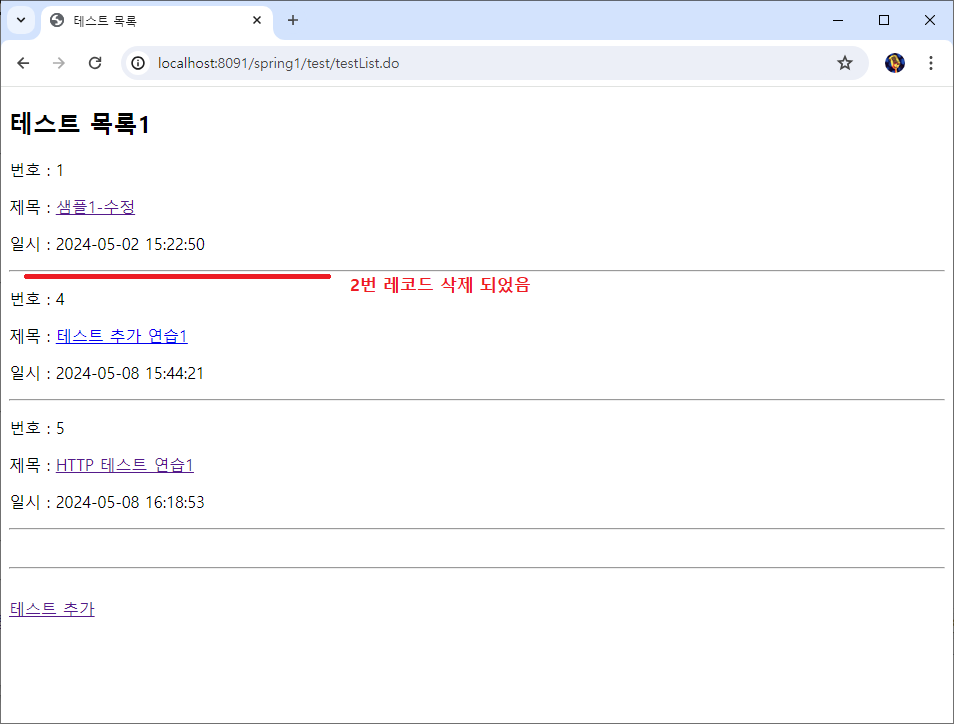 테스트 목록
localhost:8091/spring1/test/testList.do
테스트 목록1
번호 : 1
제목 : 샘플1-수정
일시 : 2024-05-02 15:22:50
2번 레코드 삭제 되었음
번호 : 4
제목 : 테스트 추가 연습1
일시 : 2024-05-08 15:44:21
번호 : 5
제목 : HTTP 테스트 연습1
일시 : 2024-05-08 16:18:53
테스트 추가